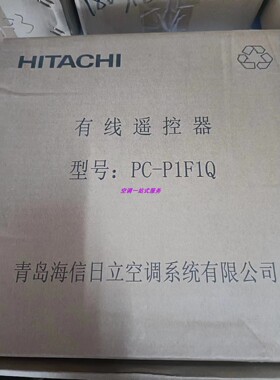 HITACHI
有线遥控器
型号: PC-P1F1Q
空调一站式服务
青岛海信日立空调系统有限公司